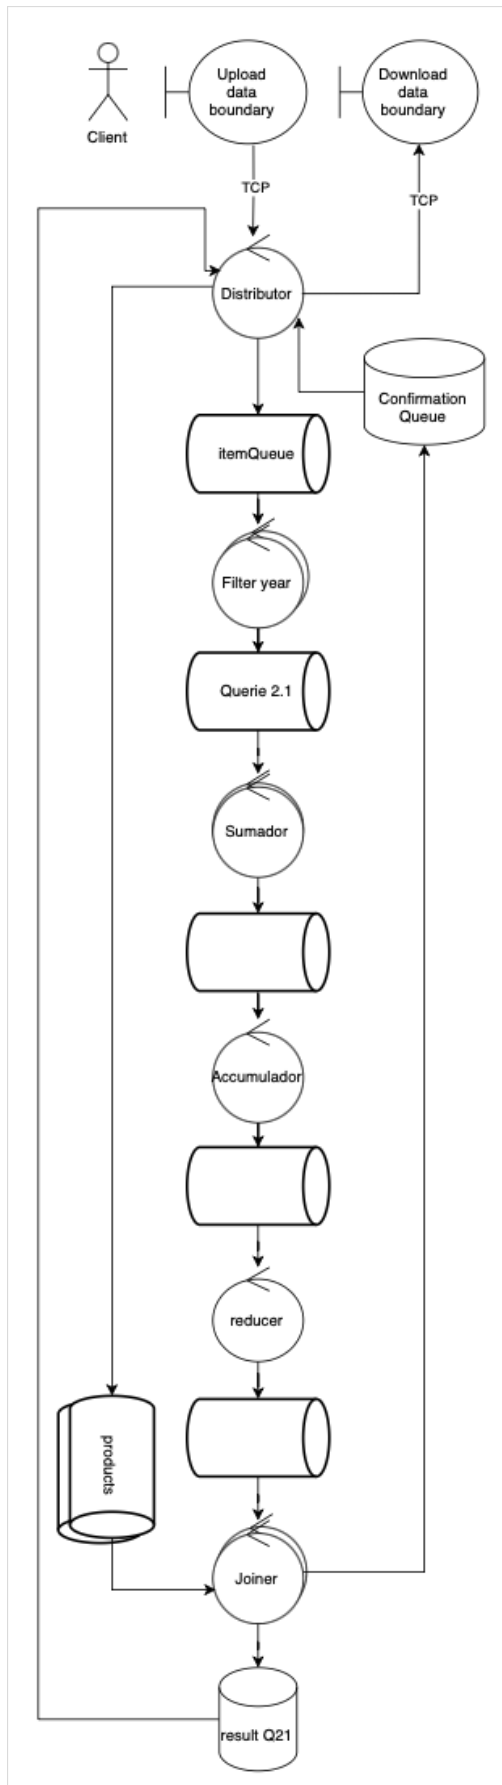 Client
Upload
data
boundary
Download
data
boundary
TCP
TCP
Distributor
Confirmation
Queue
itemQueue
Filter year
Querie 2.1
Sumador
Accumulador
reducer
products
Joiner
result Q21